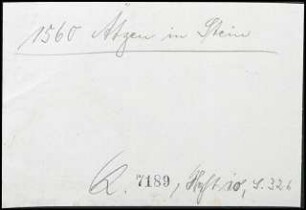 1560 Ätzen in Stein
R. 7189, Heft 10, S. 326